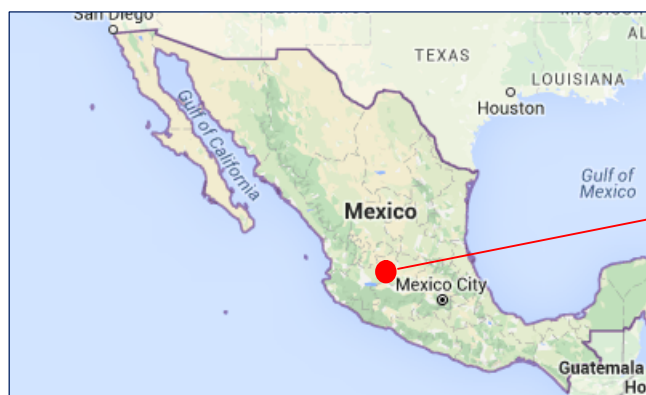 San Diego
TEXAS
LOUISIANA
Houston
Gulf of
California
Gulf of
Mexico
Mexico
Mexico City
Guatemala